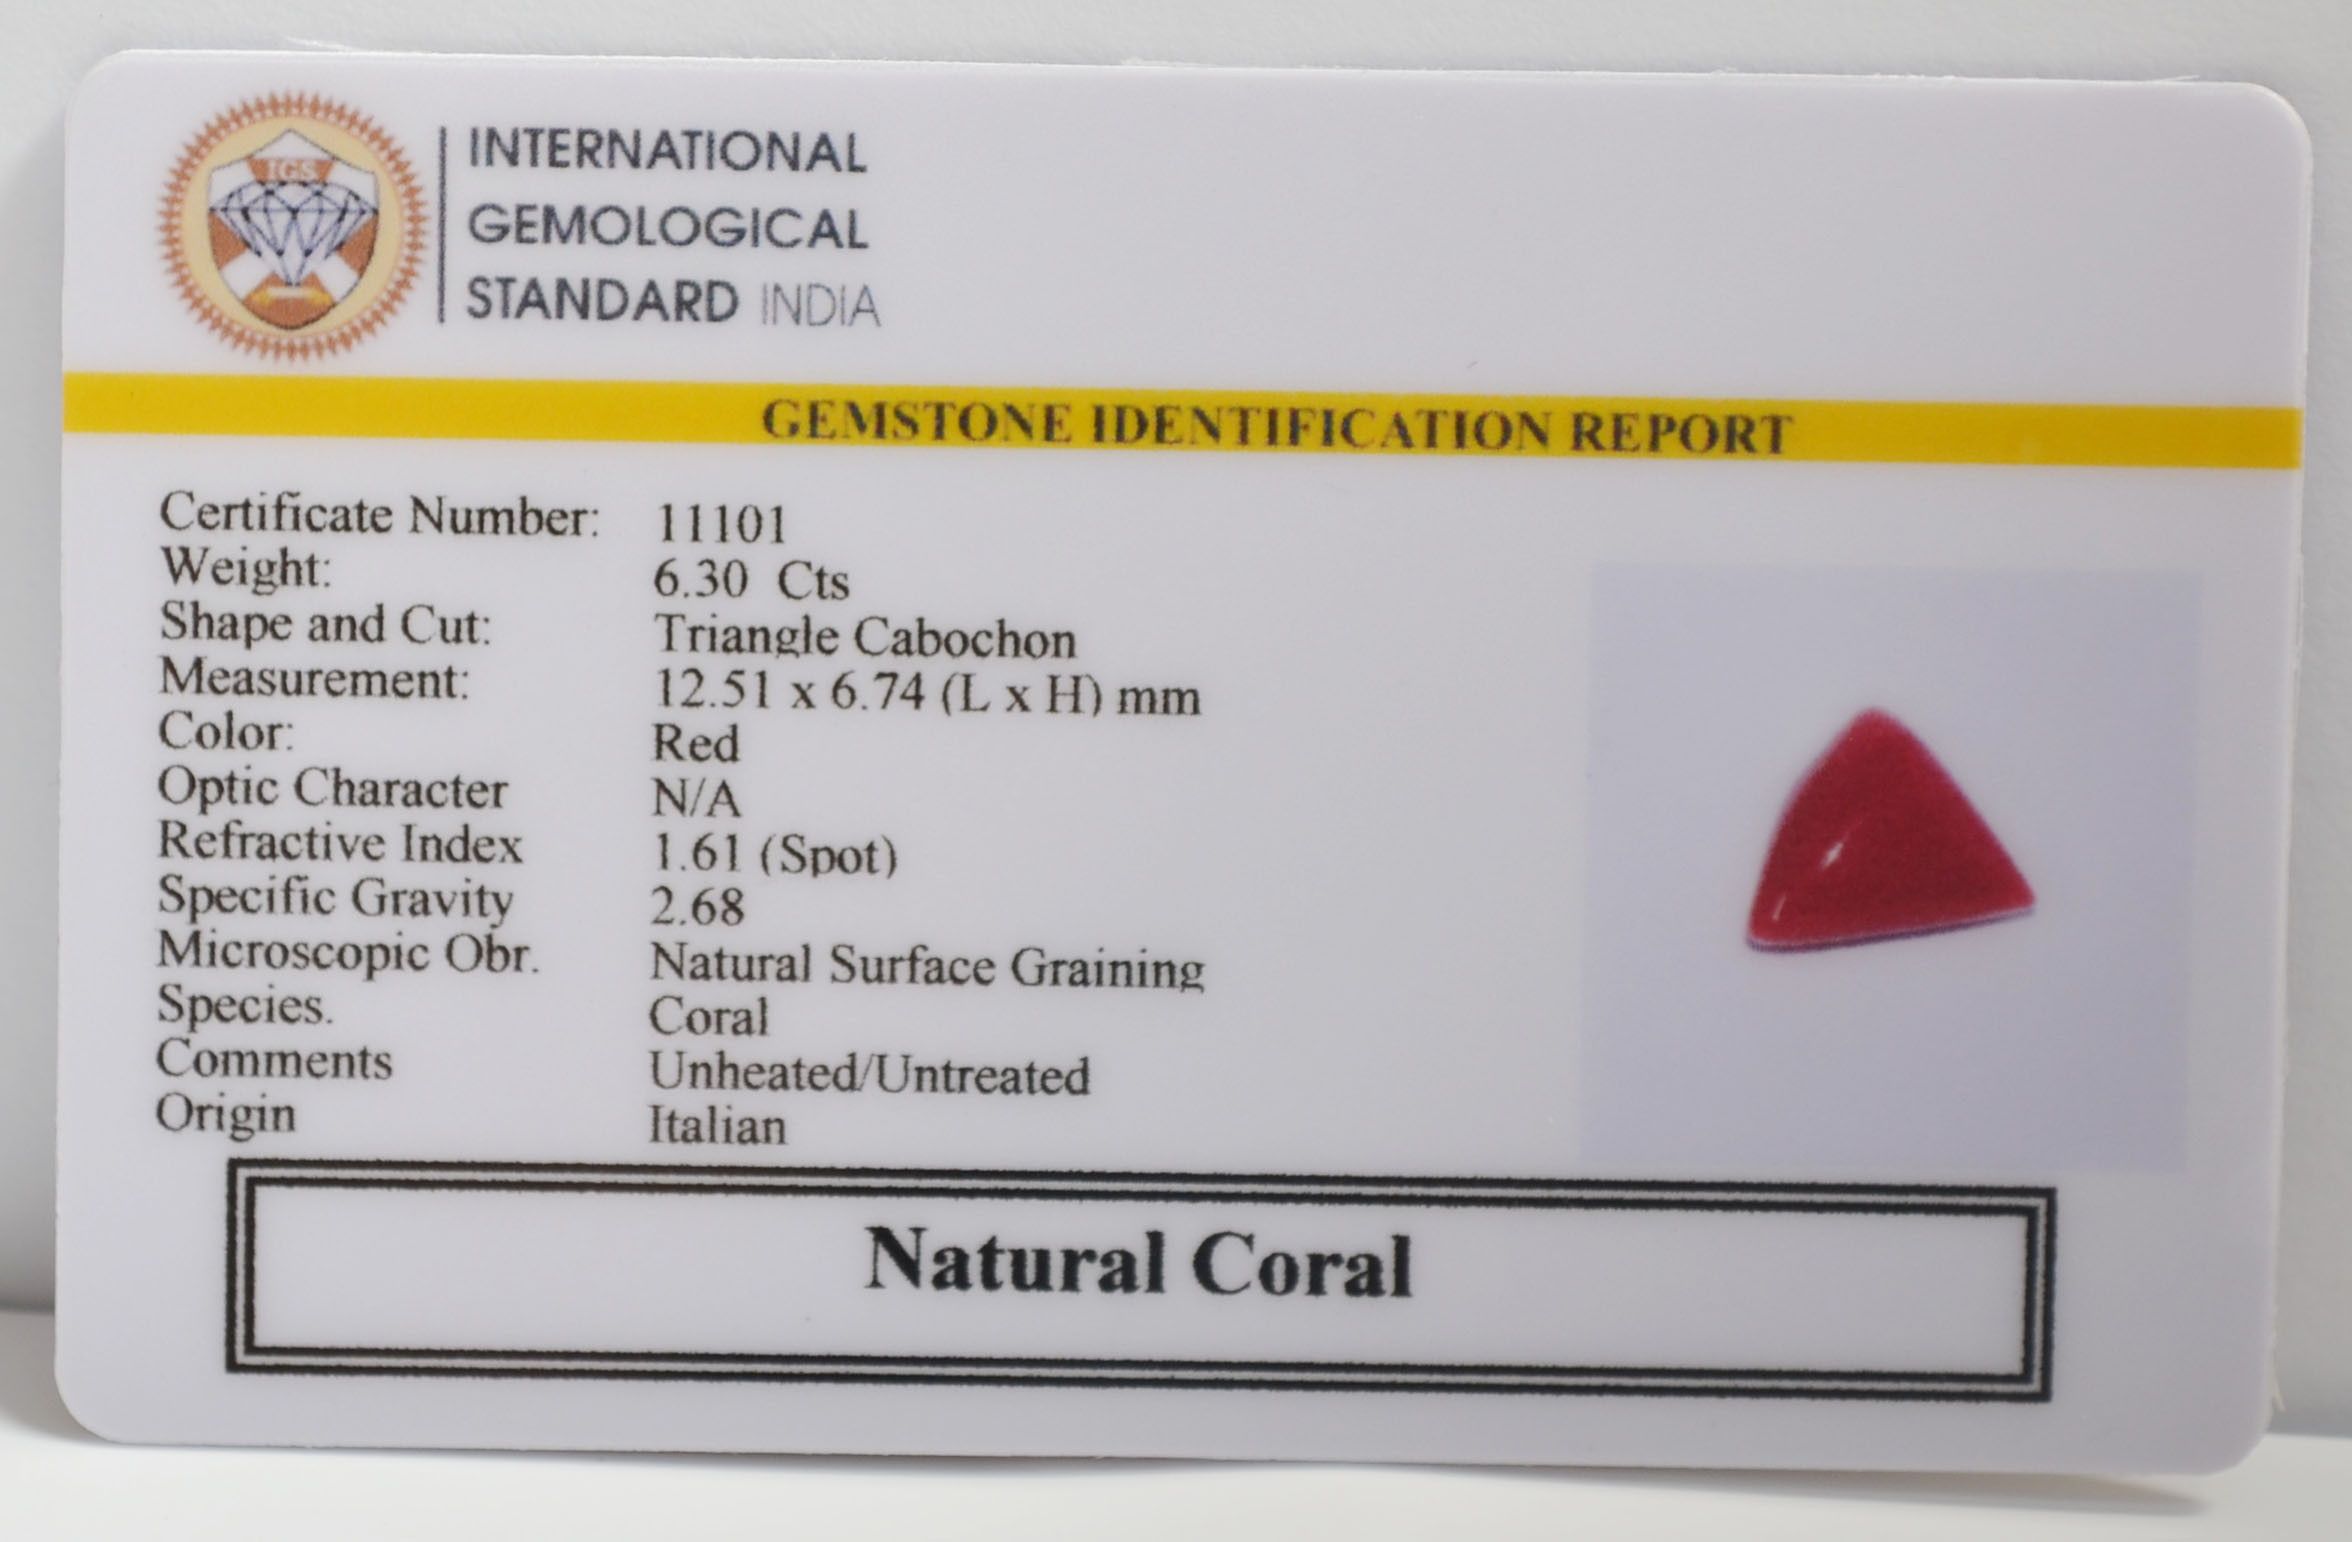 IGS
INTERNATIONAL
GEMOLOGICAL
STANDARD INDIA
GEMSTONE IDENTIFICATION REPORT
Certificate Number: 11101
Weight: 6.30 Cts
Shape and Cut: Triangle Cabochon
Measurement: 12.51 x 6.74 (L x H) mm
Color: Red
Optic Character N/A
Refractive Index 1.61 (Spot)
Specific Gravity 2.68
Microscopic Obr. Natural Surface Graining
Species. Coral
Comments Unheated/Untreated
Origin Italian
Natural Coral